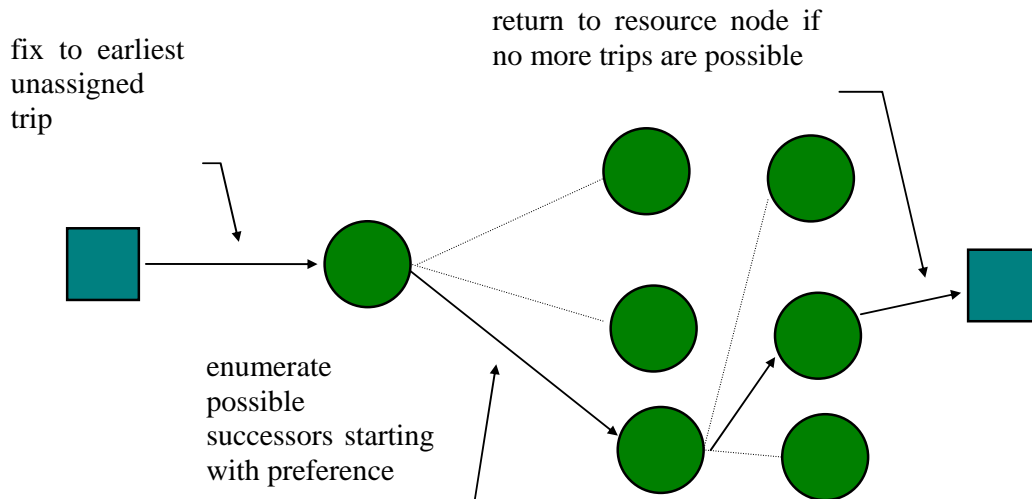 fix to earliest
unassigned
trip
return to resource node if
no more trips are possible
enumerate
possible
successors starting
with preference